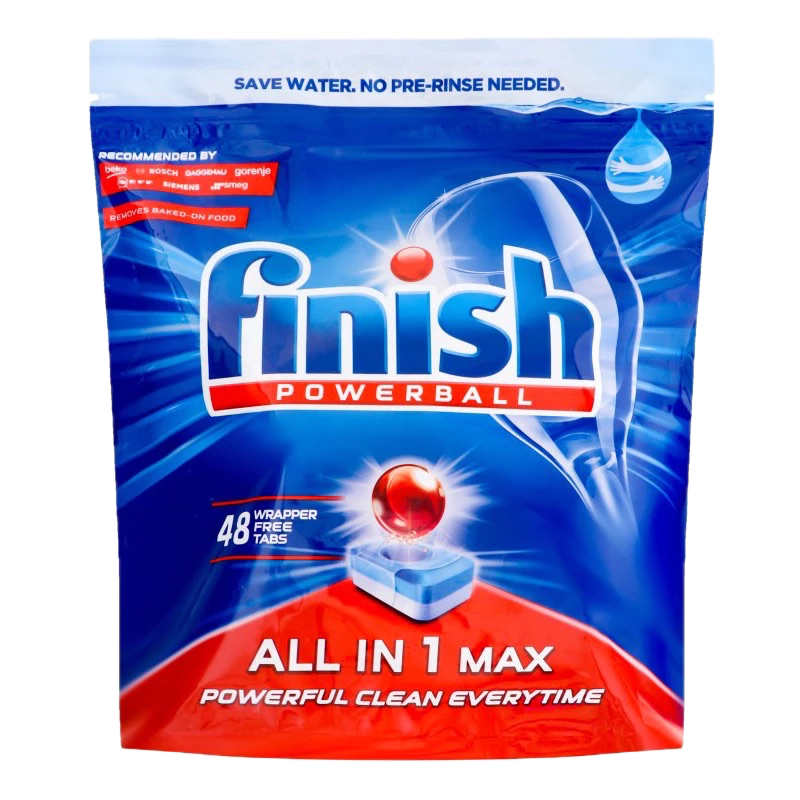 SAVE WATER. NO PRE-RINSE NEEDED.
RECOMMENDED BY
beko BOSCH GAGGENAU gorenje
SIEMENS smeg
REMOVES BAKED-ON FOOD
finish
POWERBALL
48 WRAPPER
FREE
TABS
ALL IN 1 MAX
POWERFUL CLEAN EVERYTIME